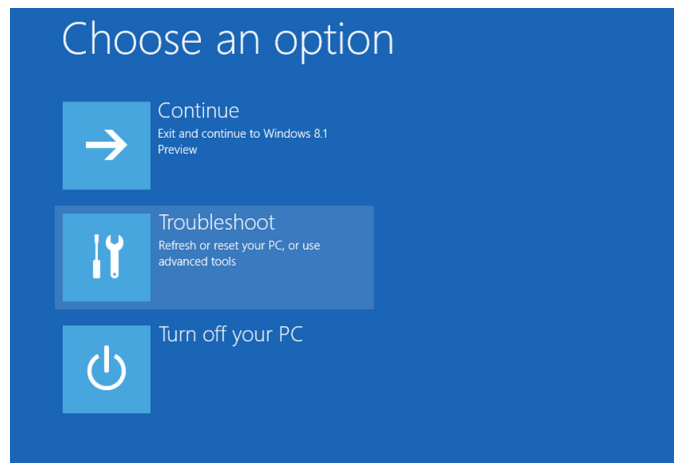 Choose an option
Continue
Exit and continue to Windows 8.1
Preview
Troubleshoot
Refresh or reset your PC, or use
advanced tools
Turn off your PC